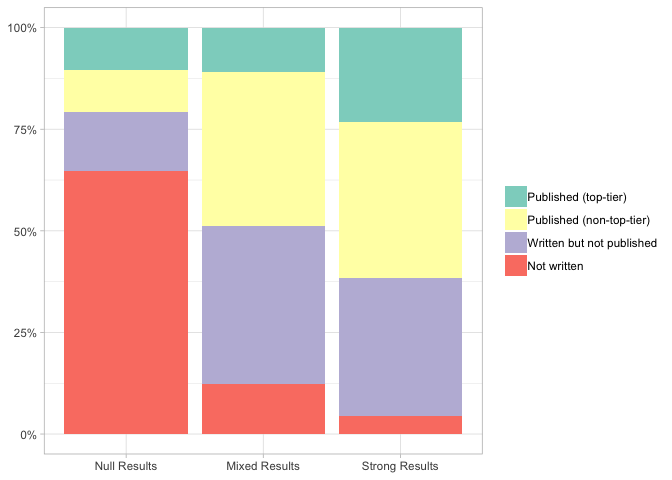 100%
75%
50%
25%
0%
Null Results
Mixed Results
Strong Results
Published (top-tier)
Published (non-top-tier)
Written but not published
Not written